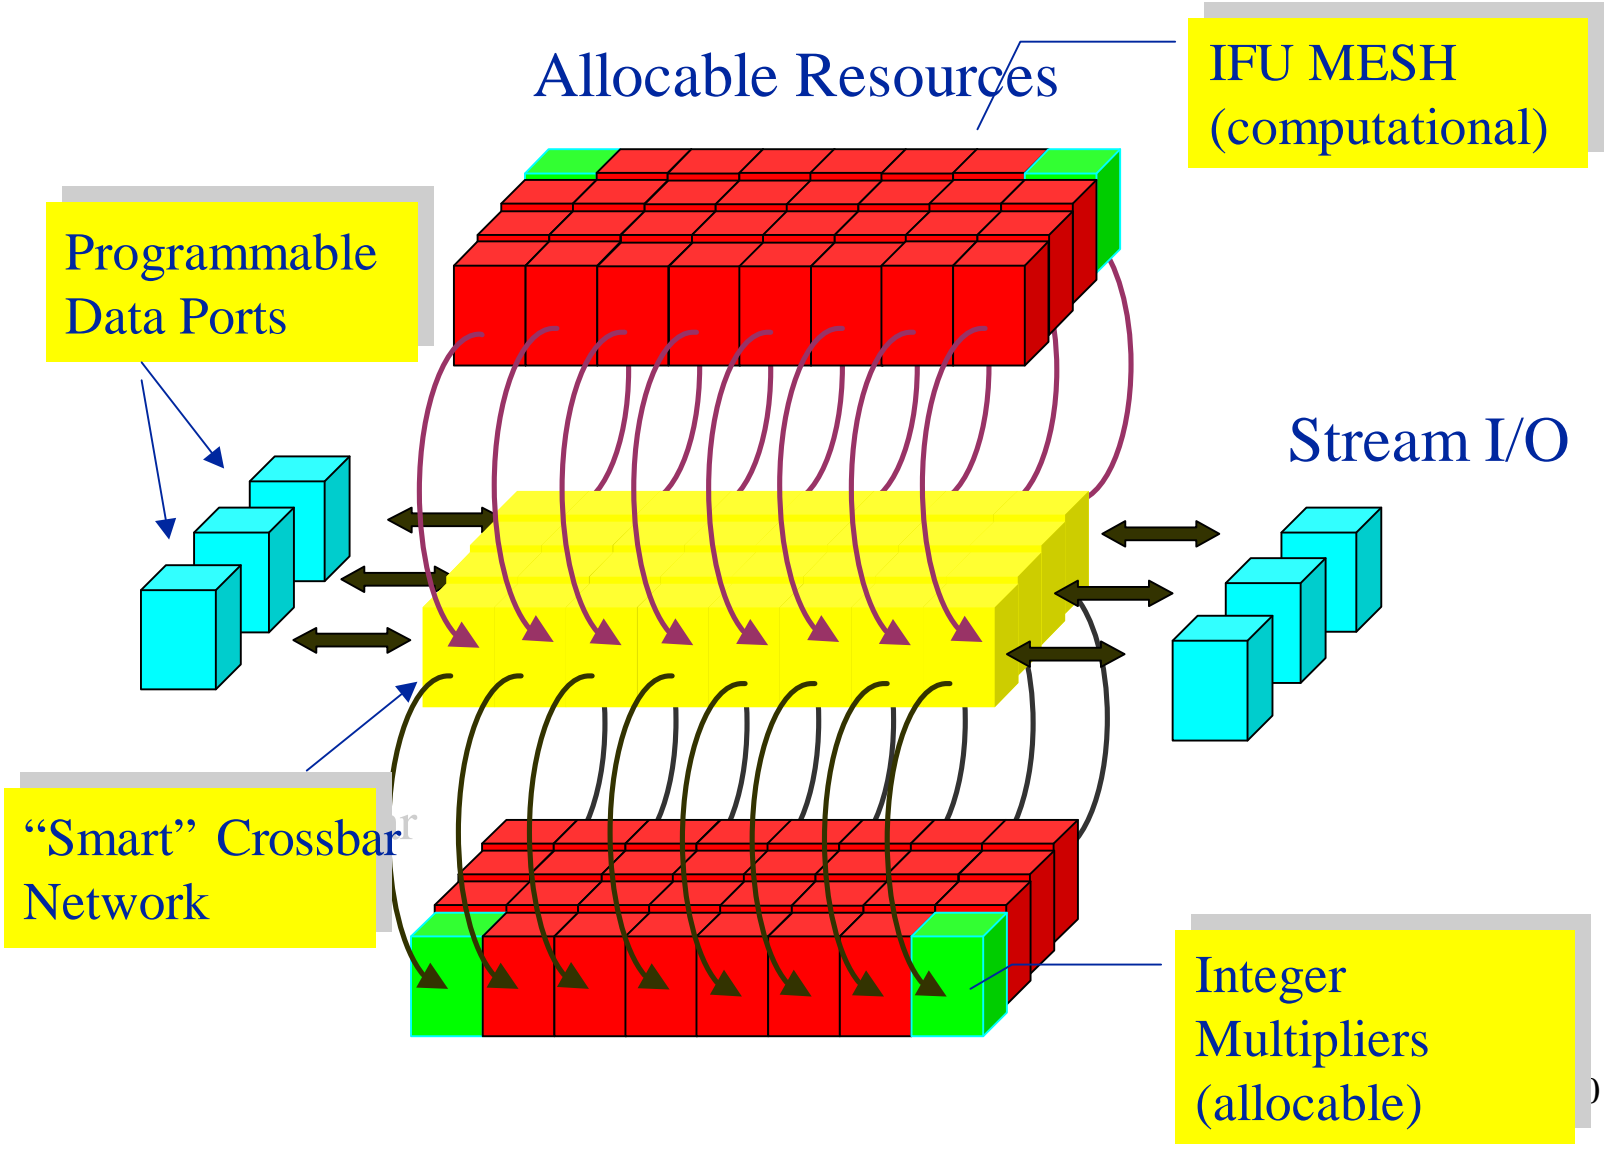 Allocable Resources
IFU MESH
(computational)
Programmable
Data Ports
Stream I/O
“Smart” Crossbar
Network
Integer
Multipliers
(allocable)